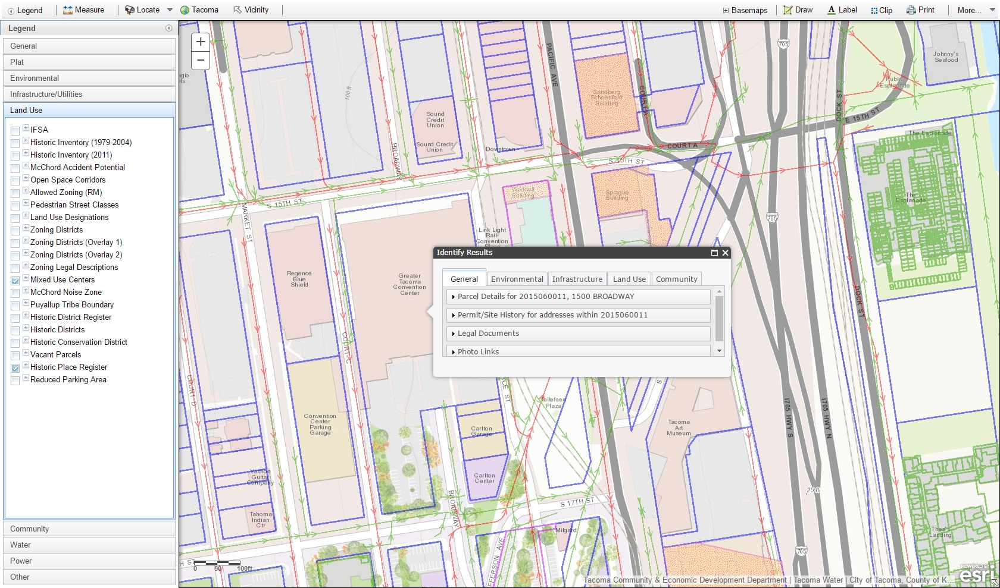 Legend
Measure
Locate
Tacoma
Vicinity
Basemaps
Draw
Label
Clip
Print
More...
Legend
General
Plat
Environmental
Infrastructure/Utilities
Land Use
IFSA
Historic Inventory (1979-2004)
Historic Inventory (2011)
McChord Accident Potential
Open Space Corridors
Allowed Zoning (RM)
Pedestrian Street Classes
Land Use Designations
Zoning Districts
Zoning Districts (Overlay 1)
Zoning Districts (Overlay 2)
Zoning Legal Descriptions
Mixed Use Centers
McChord Noise Zone
Puyallup Tribe Boundary
Historic District Register
Historic Districts
Historic Conservation District
Vacant Parcels
Historic Place Register
Reduced Parking Area
Community
Water
Power
Other
+
−
100 ft
PACIFIC AVE
Sandberg
Schoenfeld
Building
COURT A
705
DOCK ST
Johnny's
Seafood
Public
Esplanade
E 15TH ST
Sound
Credit
Union
Sound Credit
Union
BROADWAY
Downtown
COURT A
S 15TH ST
The Esplanade
The
Esplanade
S 15TH ST
MARKET ST
Waddell
Building
Sprague
Building
705
Link Light
Rail-
Convention
Regence
Blue
Shield
Greater
Tacoma
Convention
Center
COURT C
Identify Results
General
Environmental
Infrastructure
Land Use
Community
Parcel Details for 2015060011, 1500 BROADWAY
Permit/Site History for addresses within 2015060011
Legal Documents
Photo Links
DOCK ST
COURT D
CE ST
Tollefsen
Plaza
S
Convention
Center
Parking
Garage
Carlton
Garage
Tacoma
Art
Museum
I705 HWY S
I705 HWY N
Vashon
Guitar
Company
Carlton
Center
25 ft
BROADWAY
S 17TH ST
Tahoma
Indian
Ctr
Milgard
Thea's
Landing
FFERSON AVE
705
H ST
0 50 100ft
Tacoma Community & Economic Development Department | Tacoma Water | City of Tacoma, County of K...
POWERED BY
esri